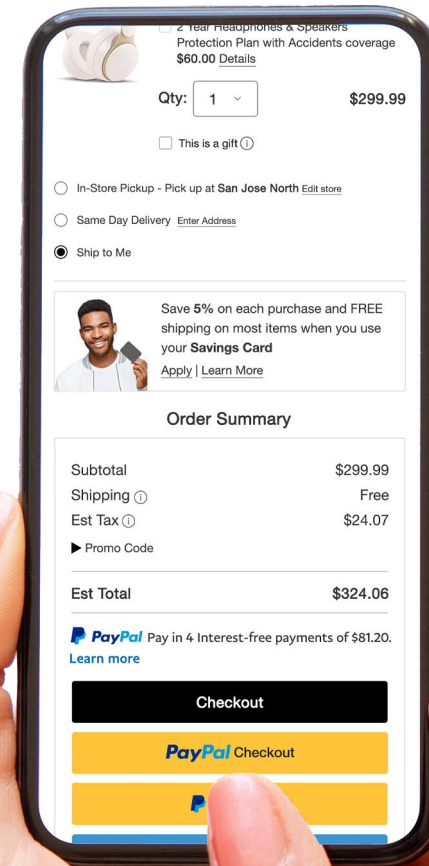 2 Year Headphones & Speakers
Protection Plan with Accidents coverage
$60.00 Details
Qty: 1 $299.99
This is a gift
In-Store Pickup - Pick up at San Jose North Edit store
Same Day Delivery Enter Address
Ship to Me
Save 5% on each purchase and FREE
shipping on most items when you use
your Savings Card
Apply | Learn More
Order Summary
Subtotal $299.99
Shipping Free
Est Tax $24.07
Promo Code
Est Total $324.06
PayPal Pay in 4 Interest-free payments of $81.20.
Learn more
Checkout
PayPal Checkout